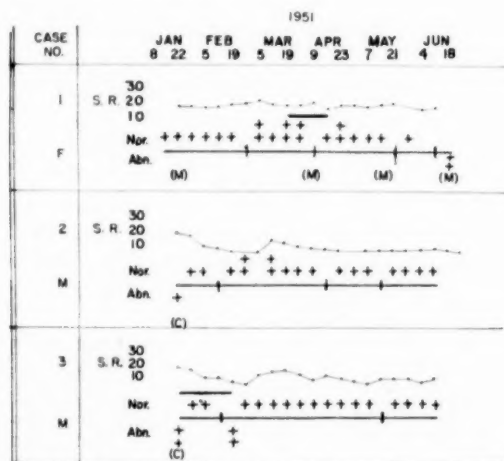 1951
CASE NO. JAN FEB MAR APR MAY JUN
8 22 5 19 5 19 9 23 7 21 4 18
1 S. R. 30
20
10
Nor. + + + + + + + + + + + + + + + + + + + + +
F Abn. + +
(M) (M) (M) (M)
2 S. R. 30
20
10
Nor. + + + + + + + + + + + + + + + + + + +
M Abn. +
(C)
3 S. R. 30
20
10
Nor. + + + + + + + + + + + + + + + + + +
M Abn. + + + +
(C)